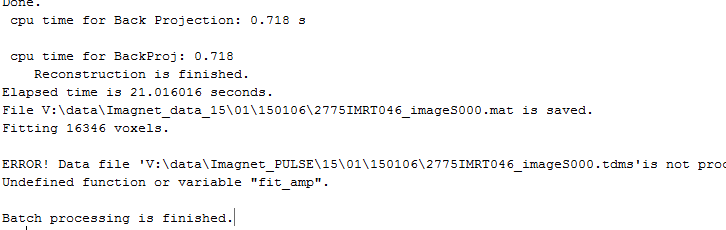 Done.
cpu time for Back Projection: 0.718 s
cpu time for BackProj: 0.718
Reconstruction is finished.
Elapsed time is 21.016016 seconds.
File V:\data\Imagnet_data_15\01\150106\2775IMRT046_imageS000.mat is saved.
Fitting 16346 voxels.
ERROR! Data file 'V:\data\Imagnet_PULSE\15\01\150106\2775IMRT046_imageS000.tdms'is not proc
Undefined function or variable "fit_amp".
Batch processing is finished.